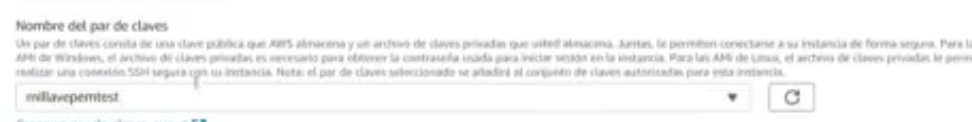 Nombre del par de claves
Un par de claves consta de una clave pública que AWS almacena y un archivo de claves privadas que usted almacena. Juntas, le permiten conectarse a su instancia de forma segura. Para la
AMI de Windows, el archivo de claves privadas es necesario para obtener la contraseña usada para iniciar sesión en la instancia. Para las AMI de Linux, el archivo de claves privadas le perm
realizar una conexión SSH segura con su instancia. Nota: el par de claves seleccionado se añadirá al conjunto de claves autorizadas para esta instancia.
millavepemtest